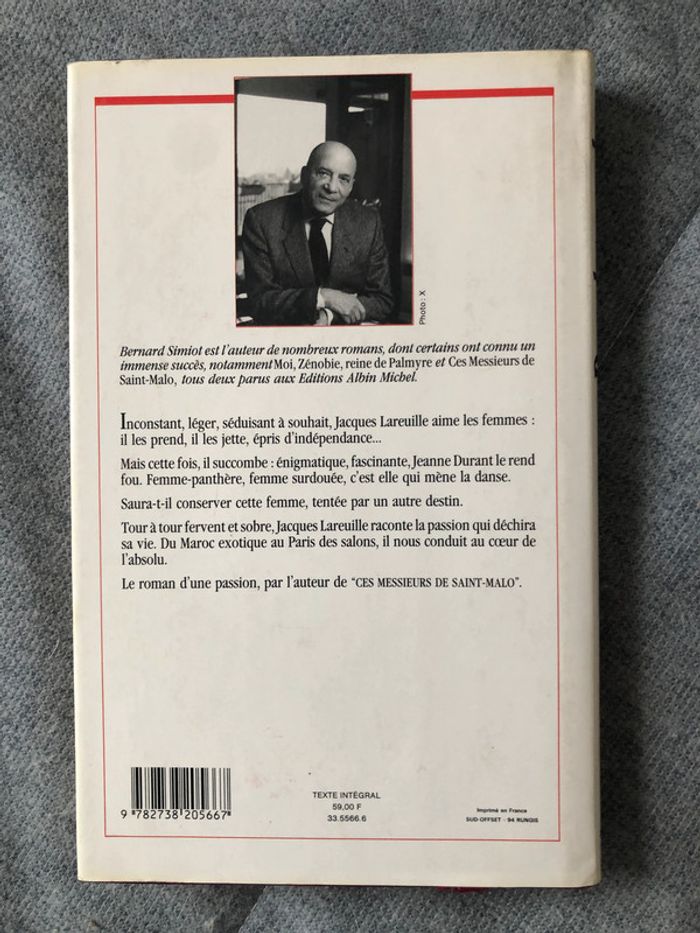 Photo : X
Bernard Simiot est l'auteur de nombreux romans, dont certains ont connu un
immense succès, notammentMoi, Zénobie, reine de Palmyre et Ces Messieurs de
Saint-Malo, tous deux parus aux Editions Albin Michel.
Inconstant, léger, séduisant à souhait, Jacques Lareuille aime les femmes :
il les prend, il les jette, épris d'indépendance...
Mais cette fois, il succombe : énigmatique, fascinante, Jeanne Durant le rend
fou. Femme-panthère, femme surdouée, c'est elle qui mène la danse.
Saura-t-il conserver cette femme, tentée par un autre destin.
Tour à tour fervent et sobre, Jacques Lareuille raconte la passion qui déchira
sa vie. Du Maroc exotique au Paris des salons, il nous conduit au cœur de
l'absolu.
Le roman d'une passion, par l'auteur de "CES MESSIEURS DE SAINT-MALO".
9 782738 205667
TEXTE INTÉGRAL
59,00 F
33.5566.6
Imprimé en France
SUD-OFFSET - 94 RUNGIS